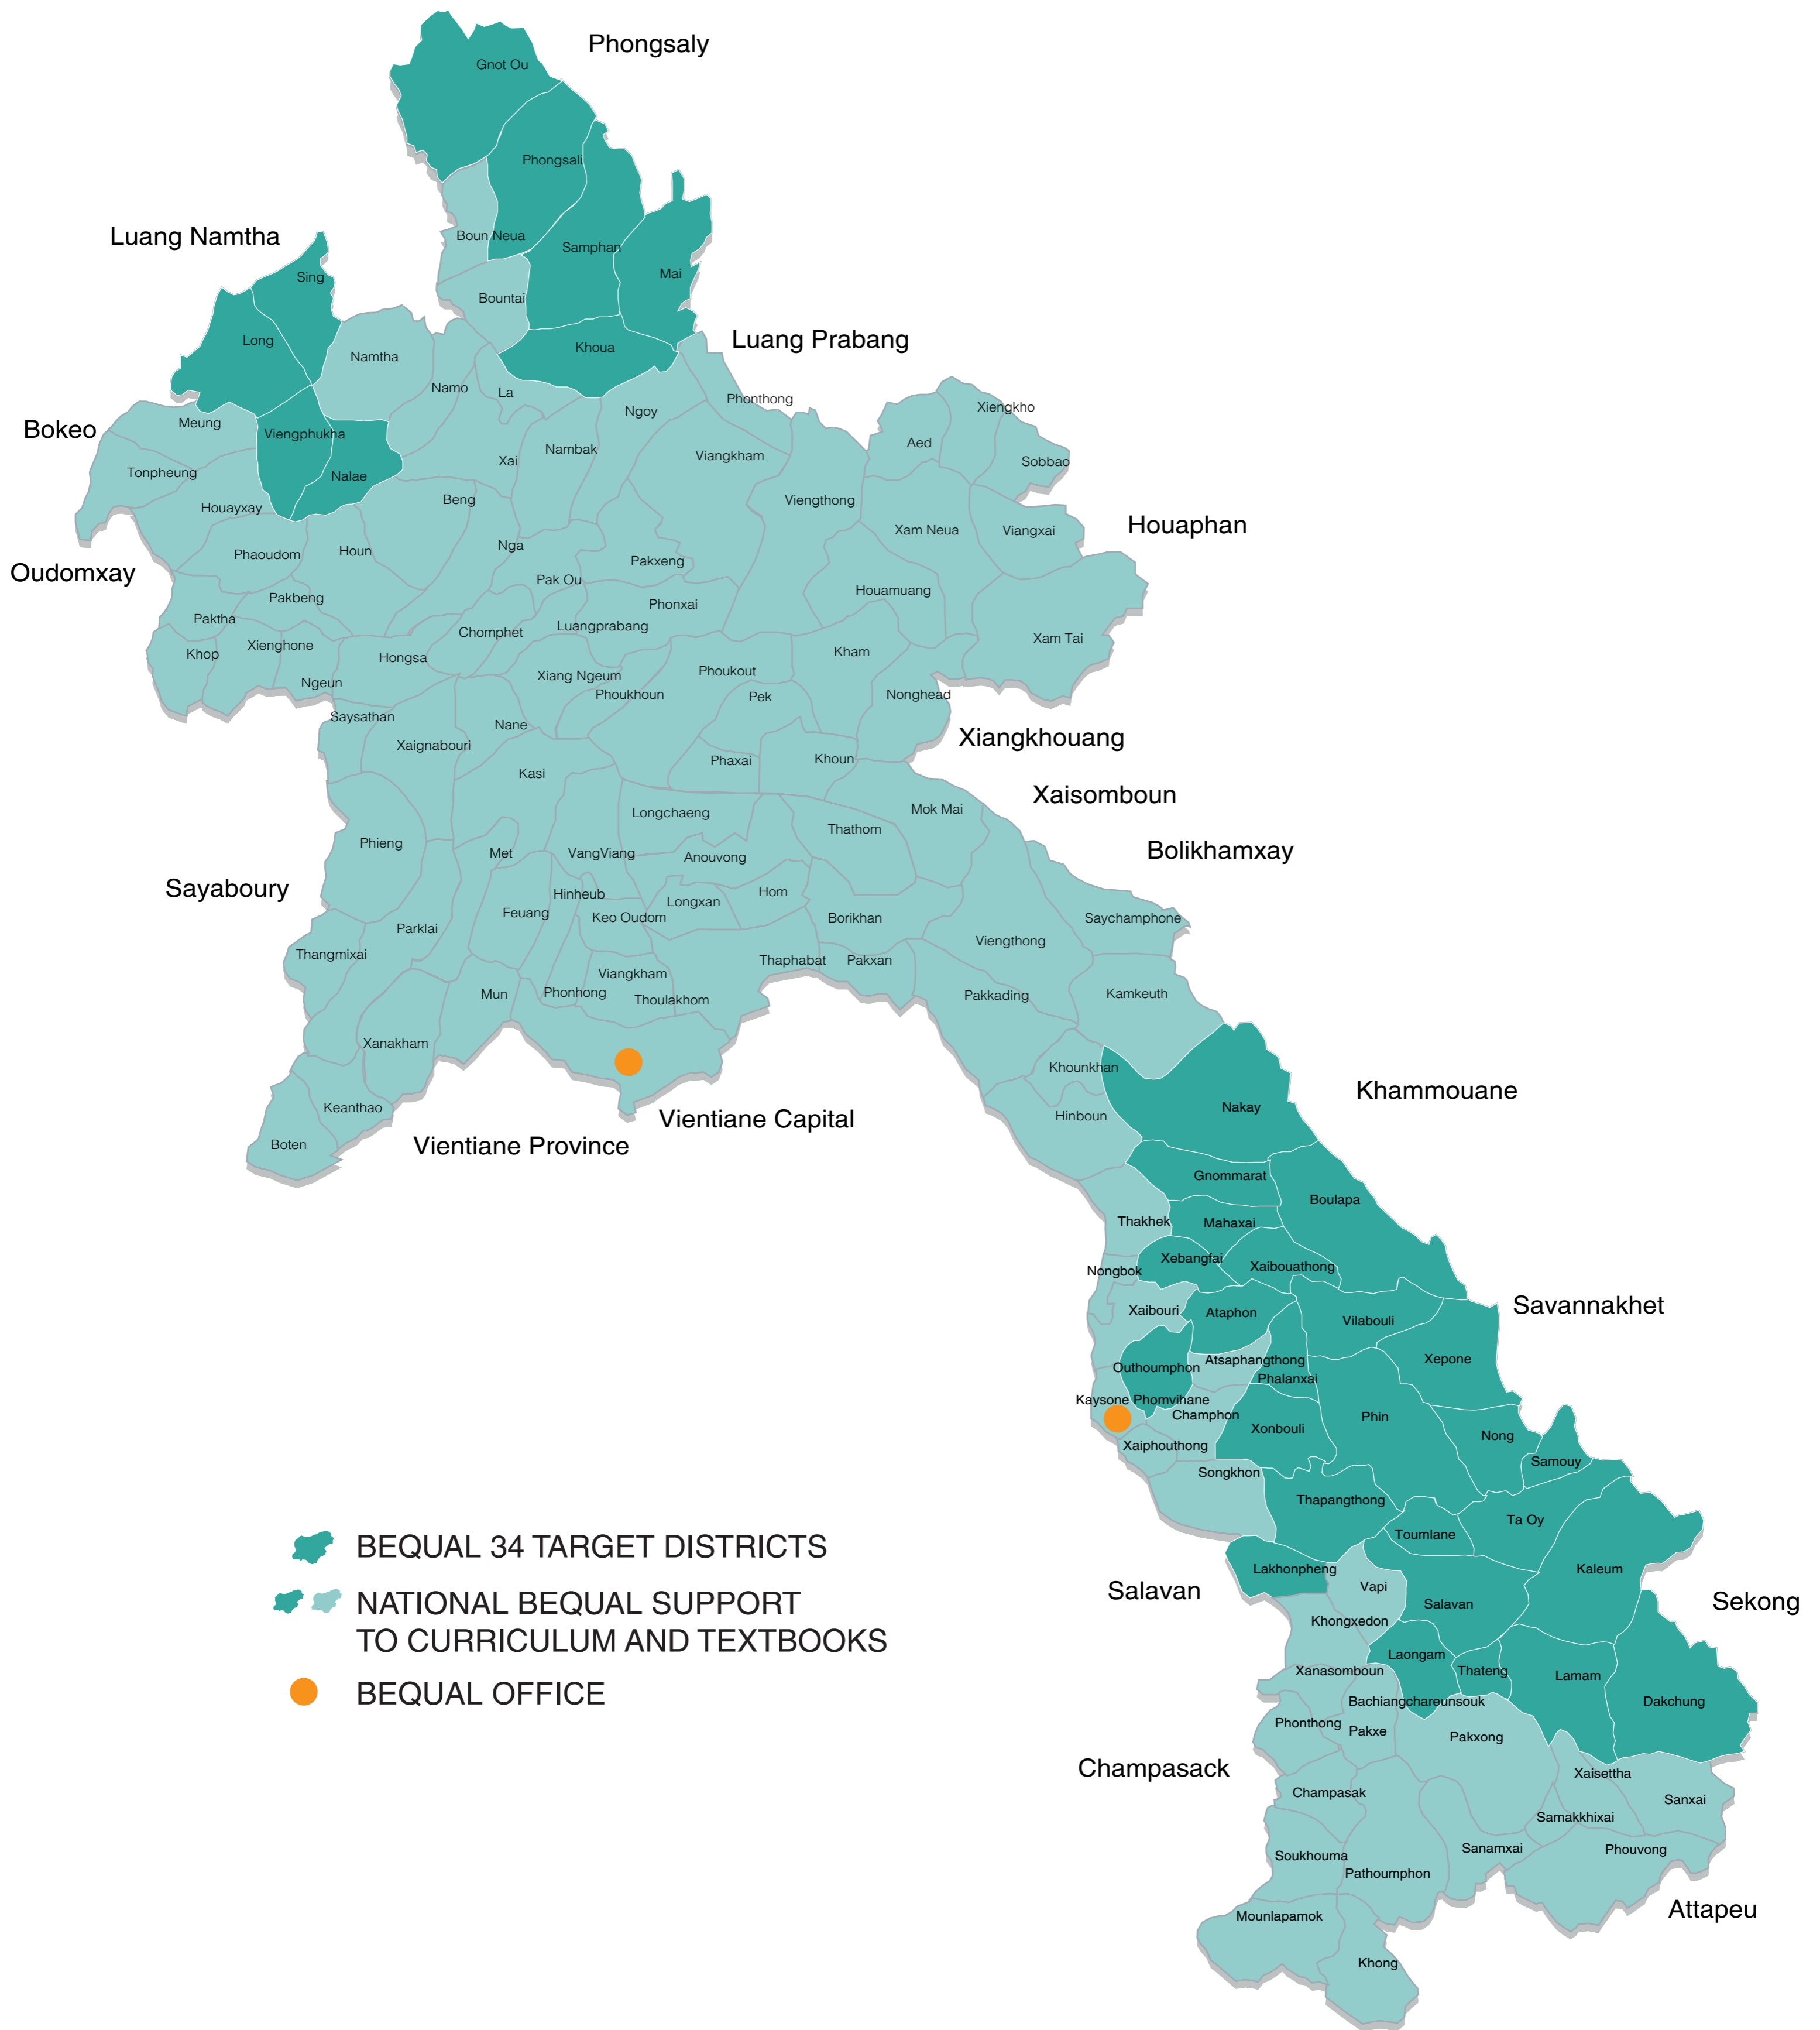 Phongsaly
Gnot Ou
Phongsali
Boun Neua
Samphan
Mai
Bountai
Khoua
Luang Namtha
Sing
Long
Namtha
Viengphukha
Nalae
Luang Prabang
Namo
La
Ngoy
Phonthong
Nambak
Viangkham
Xai
Beng
Nga
Pakxeng
Pak Ou
Phonxai
Luangprabang
Chomphet
Xiang Ngeum
Phoukhoun
Nane
Bokeo
Meung
Tonpheung
Houayxay
Phaoudom
Paktha
Oudomxay
Houn
Pakbeng
Xiengkho
Aed
Sobbao
Viengthong
Xam Neua
Viangxai
Houaphan
Houamuang
Xam Tai
Khop
Xienghone
Hongsa
Ngeun
Saysathan
Xaignabouri
Phieng
Sayaboury
Parklai
Thangmixai
Keanthao
Boten
Phoukout
Kham
Pek
Nonghead
Xiangkhouang
Phaxai
Khoun
Mok Mai
Xaisomboun
Longchaeng
Thathom
Anouvong
Hom
Longxan
Kasi
Met
VangViang
Hinheub
Feuang
Keo Oudom
Viangkham
Phonhong
Thoulakhom
Mun
Xanakham
Vientiane Capital
Vientiane Province
Bolikhamxay
Borikhan
Saychamphone
Viengthong
Thaphabat
Pakxan
Pakkading
Kamkeuth
Khammouane
Khounkhan
Nakay
Hinboun
Gnommarat
Boulapa
Thakhek
Mahaxai
Xebangfai
Xaibouathong
Nongbok
Savannakhet
Xaibouri
Ataphon
Vilabouli
Xepone
Atsaphangthong
Outhoumphon
Phalanxai
Kaysone Phomvihane
Champhon
Phin
Xonbouli
Nong
Xaiphouthong
Songkhon
Thapangthong
Samouy
Ta Oy
Toumlane
Lakhonpheng
Vapi
Salavan
Salavan
Khongxedon
Laongam
Kaleum
Sekong
Thateng
Lamam
Dakchung
Xanasomboun
Bachiangchareunsouk
Phonthong
Pakxe
Pakxong
Champasack
Champasak
Soukhouma
Pathoumphon
Mounlapamok
Khong
Xaisettha
Sanxai
Samakkhixai
Sanamxai
Phouvong
Attapeu
BEQUAL 34 TARGET DISTRICTS
NATIONAL BEQUAL SUPPORT
TO CURRICULUM AND TEXTBOOKS
BEQUAL OFFICE